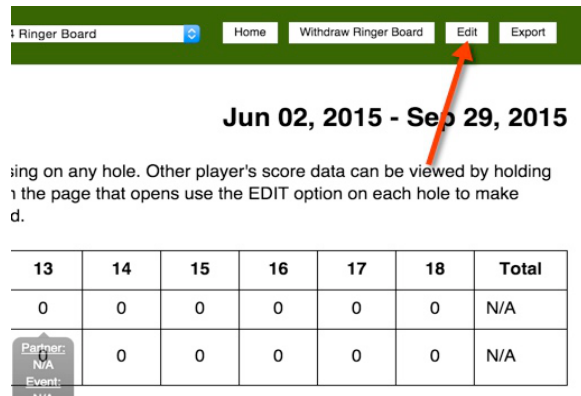 4 Ringer Board Home Withdraw Ringer Board Edit Export
Jun 02, 2015 - Sep 29, 2015
sing on any hole. Other player's score data can be viewed by holding
the page that opens use the EDIT option on each hole to make
d.
13 14 15 16 17 18 Total
0 0 0 0 0 0 N/A
0 0 0 0 0 0 N/A
Partner:
N/A
Event:
N/A